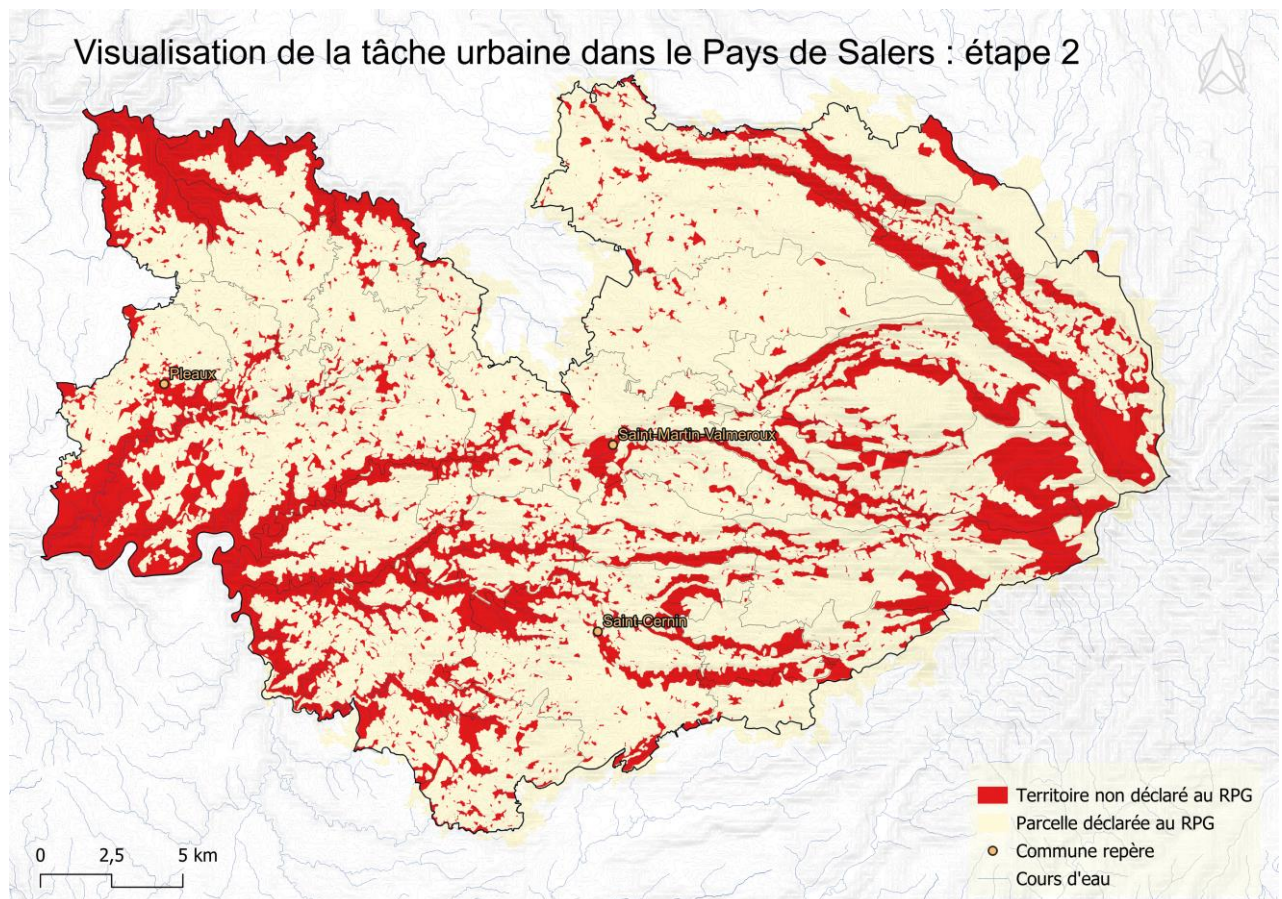 Visualisation de la tâche urbaine dans le Pays de Salers : étape 2
Pleaux
Saint-Martin-Valmeroux
Saint-Cernin
Territoire non déclaré au RPG
Parcelle déclarée au RPG
Commune repère
Cours d'eau
0 2,5 5 km